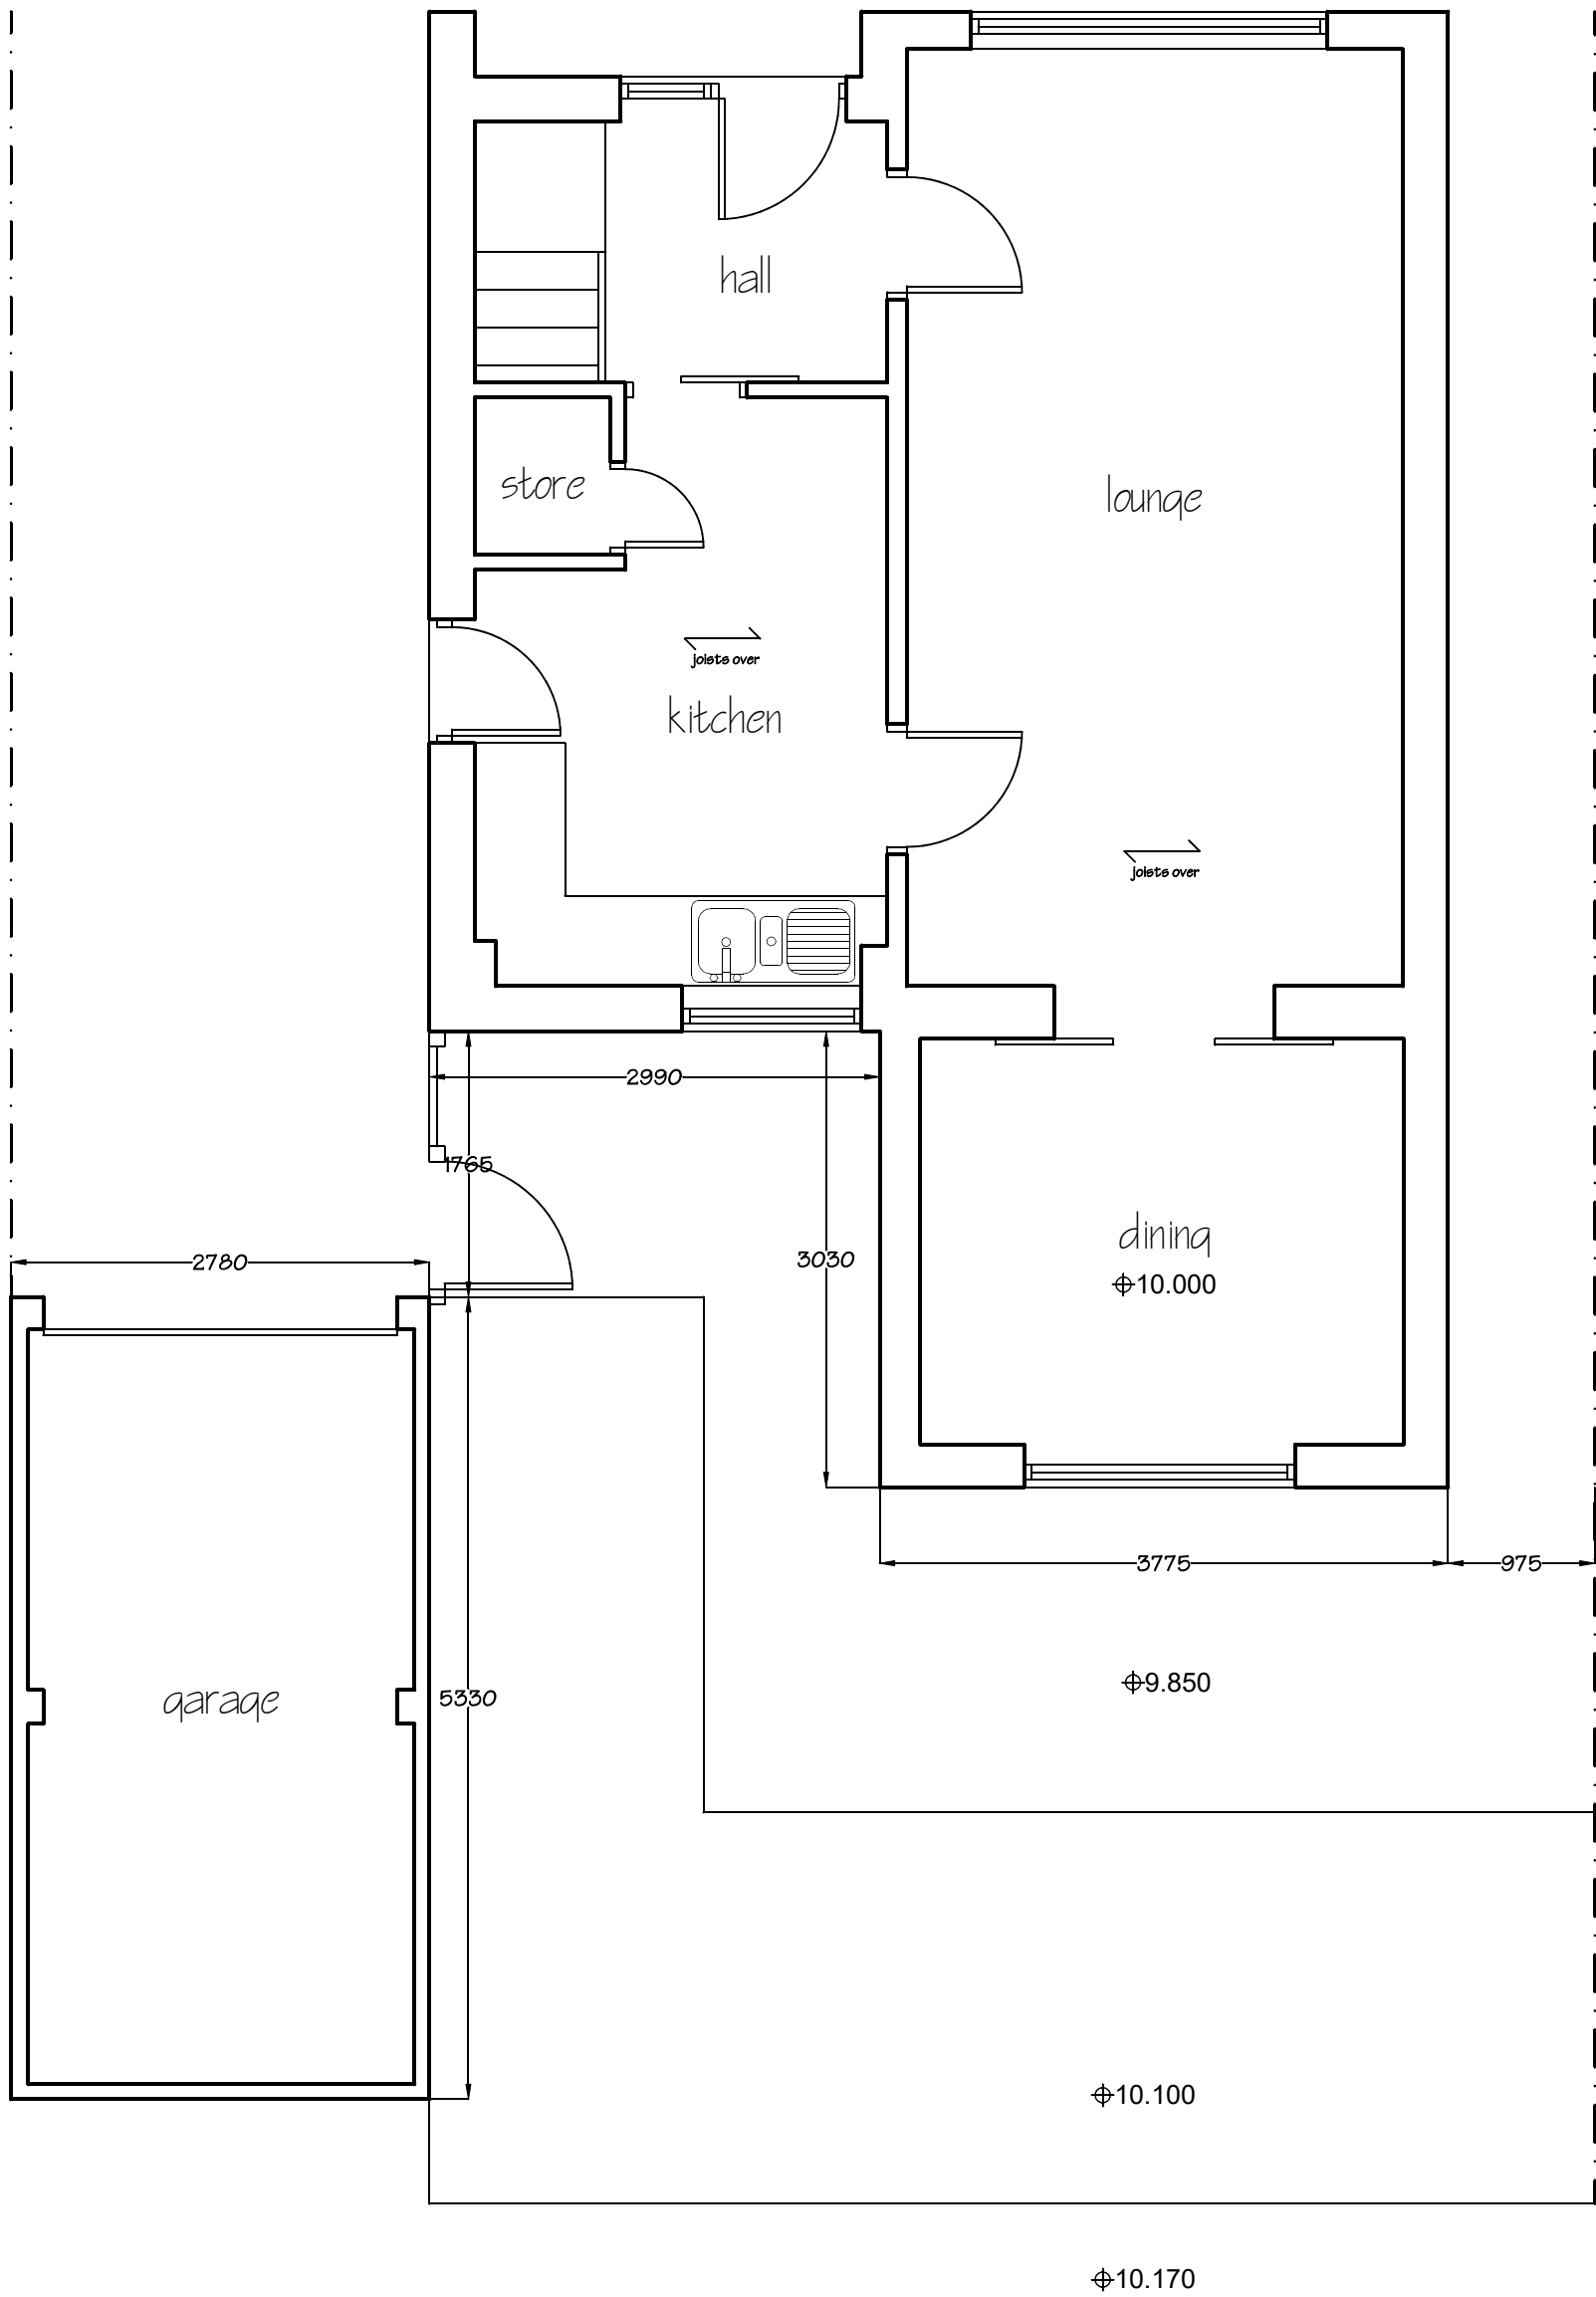 hall
store
lounge
joists over
kitchen
joists over
2990
1765
dining
2780
3030
10.000
3775
975
9.850
garage
5330
10.100
10.170